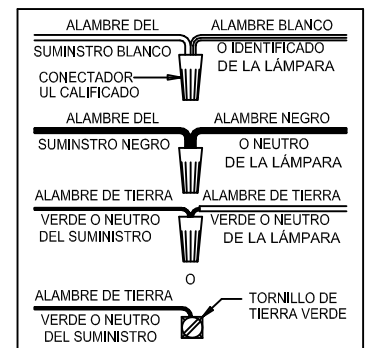 ALAMBRE DEL ALAMBRE BLANCO
SUMINSTRO BLANCO O IDENTIFICADO
DE LA LÁMPARA
CONECTADOR
UL CALIFICADO
ALAMBRE DEL ALAMBRE NEGRO
SUMINSTRO NEGRO O NEUTRO
DE LA LÁMPARA
ALAMBRE DE TIERRA ALAMBRE DE TIERRA
VERDE O NEUTRO VERDE O NEUTRO
DEL SUMINISTRO DE LA LÁMPARA
O
ALAMBRE DE TIERRA TORNILLO DE
TIERRA VERDE
VERDE O NEUTRO
DEL SUMINISTRO